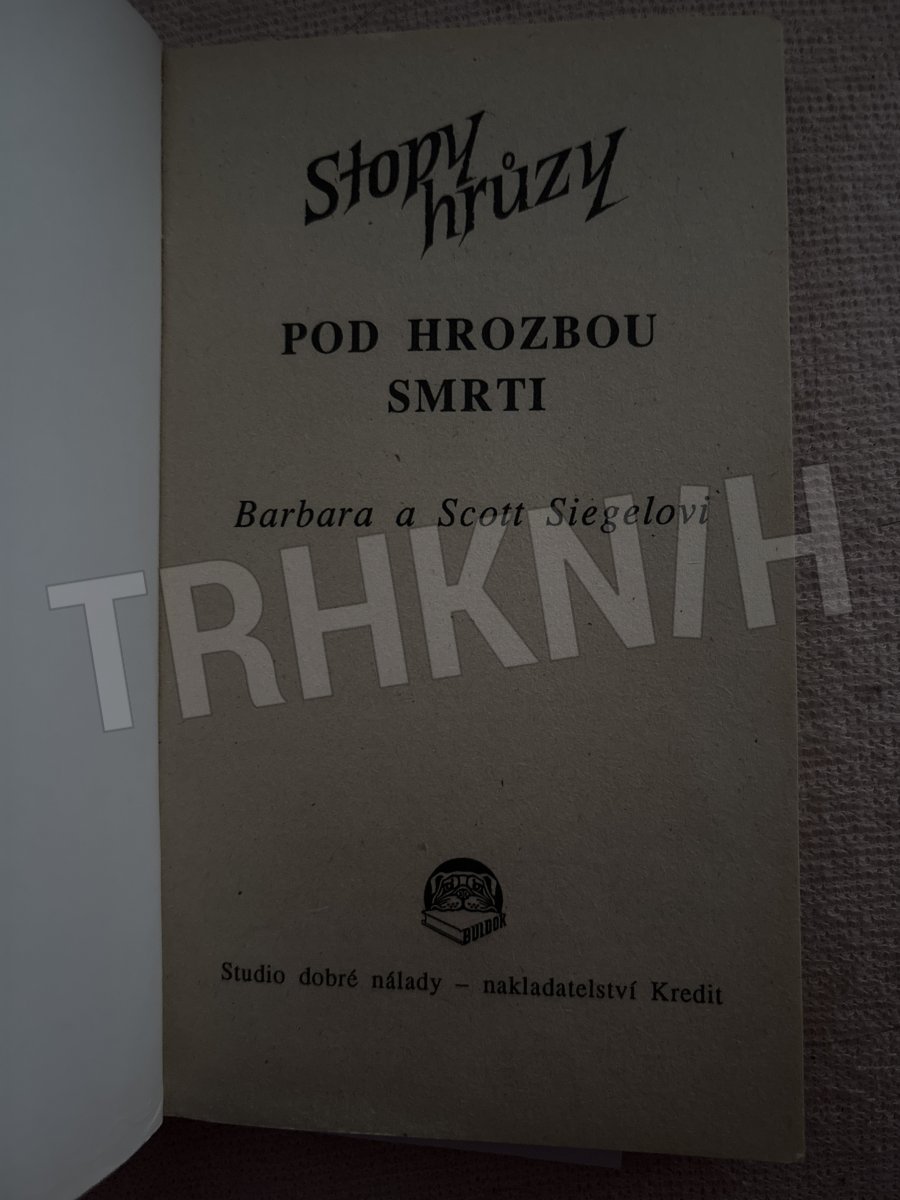 Stopy
hrůzy
POD HROZBOU
SMRTI
Barbara a Scott Siegelovi
TRHKNIH
BULDOK
Studio dobré nálady – nakladatelství Kredit